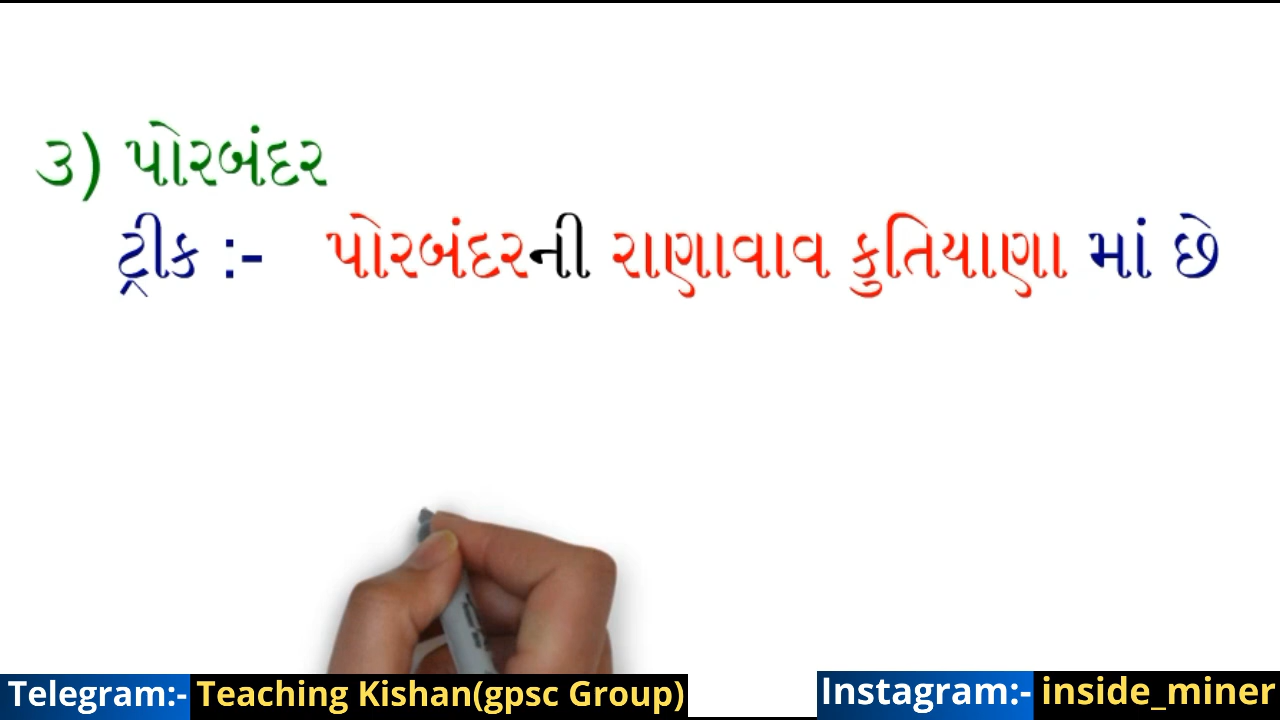 ૩) પોરબંદર
ટ્રીક :- પોરબંદરની રાણાવાવ કુતિયાણા માં છે
Telegram:- Teaching Kishan(gpsc Group)
Instagram:- inside_miner